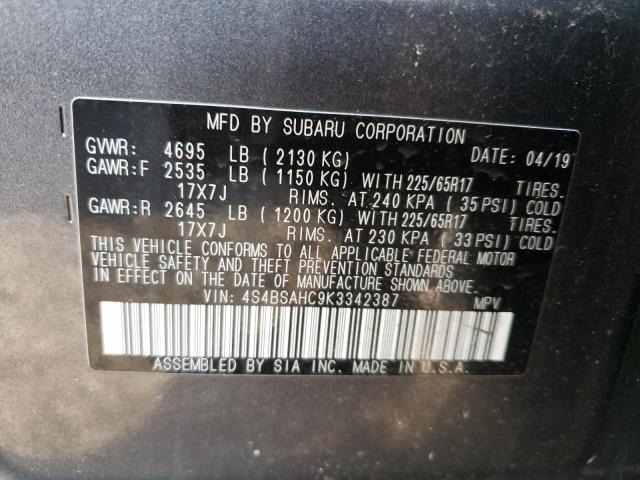 MFD BY SUBARU CORPORATION
GVWR: 4695 LB ( 2130 KG) DATE: 04/19
GAWR:F 2535 LB ( 1150 KG) WITH 225/65R17 TIRES.
17X7J RIMS. AT 240 KPA ( 35 PSI) COLD
GAWR:R 2645 LB ( 1200 KG) WITH 225/65R17 TIRES.
17X7J RIMS. AT 230 KPA ( 33 PSI) COLD
THIS VEHICLE CONFORMS TO ALL APPLICABLE FEDERAL MOTOR
VEHICLE SAFETY AND THEFT PREVENTION STANDARDS
IN EFFECT ON THE DATE OF MANUFACTURE SHOWN ABOVE.
VIN: 4S4BSAHC9K3342387 MPV
ASSEMBLED BY SIA INC. IN U.S.A.